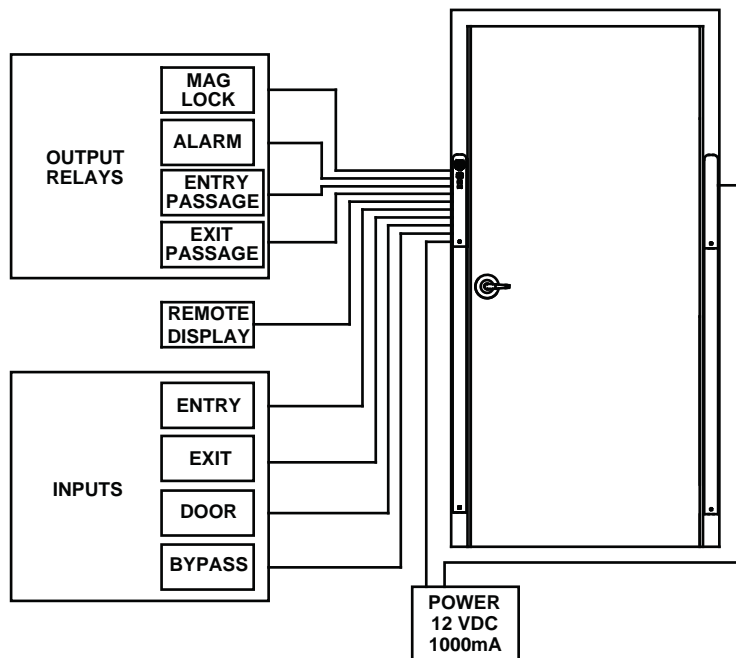 OUTPUT
RELAYS
MAG
LOCK
ALARM
ENTRY
PASSAGE
EXIT
PASSAGE
REMOTE
DISPLAY
INPUTS
ENTRY
EXIT
DOOR
BYPASS
POWER
12 VDC
1000mA